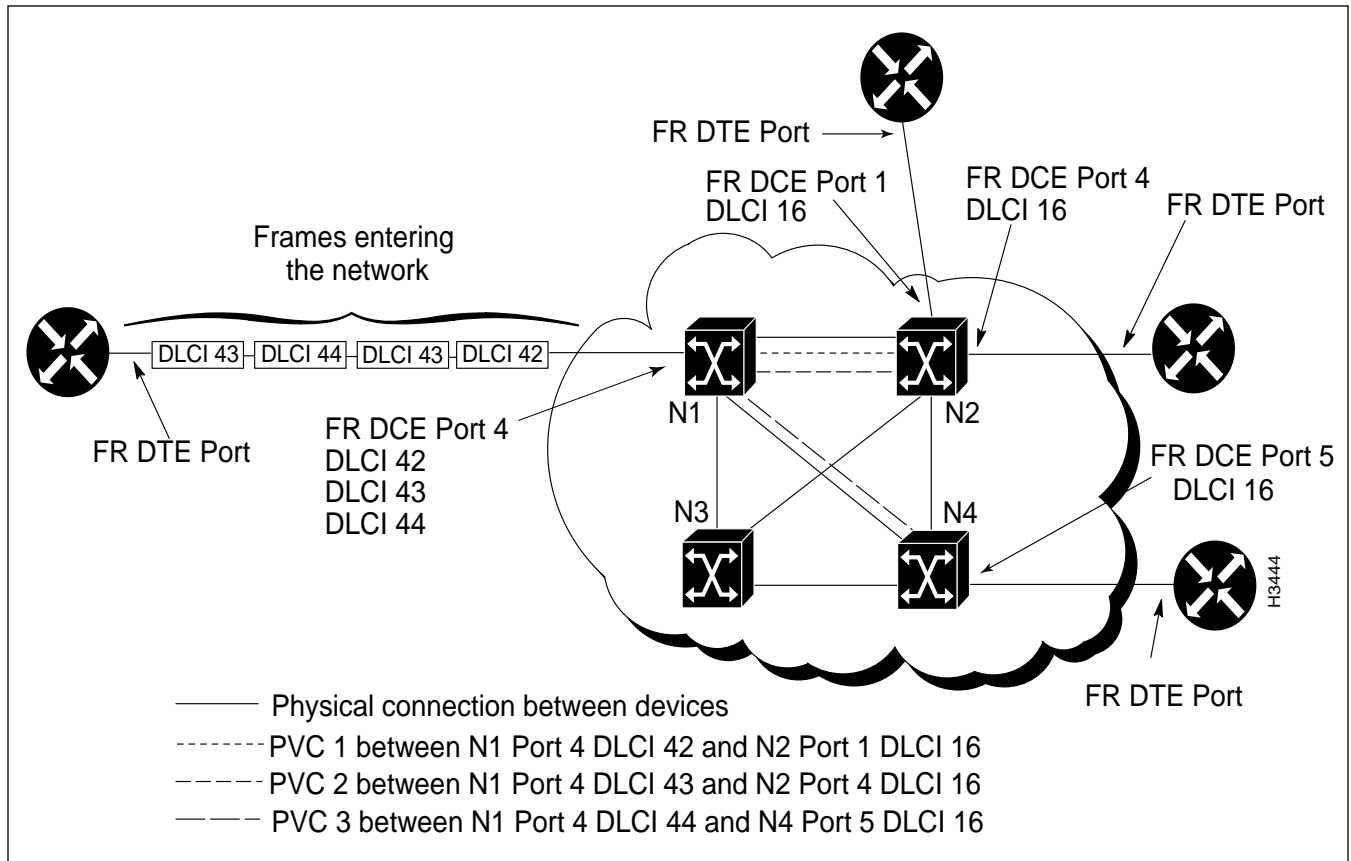 FR DTE Port
FR DCE Port 1
DLCI 16
FR DCE Port 4
DLCI 16
FR DTE Port
Frames entering
the network
DLCI 43
DLCI 44
DLCI 43
DLCI 42
FR DTE Port
FR DCE Port 4
DLCI 42
DLCI 43
DLCI 44
N1
N2
N3
N4
FR DCE Port 5
DLCI 16
H3444
FR DTE Port
Physical connection between devices
PVC 1 between N1 Port 4 DLCI 42 and N2 Port 1 DLCI 16
PVC 2 between N1 Port 4 DLCI 43 and N2 Port 4 DLCI 16
PVC 3 between N1 Port 4 DLCI 44 and N4 Port 5 DLCI 16